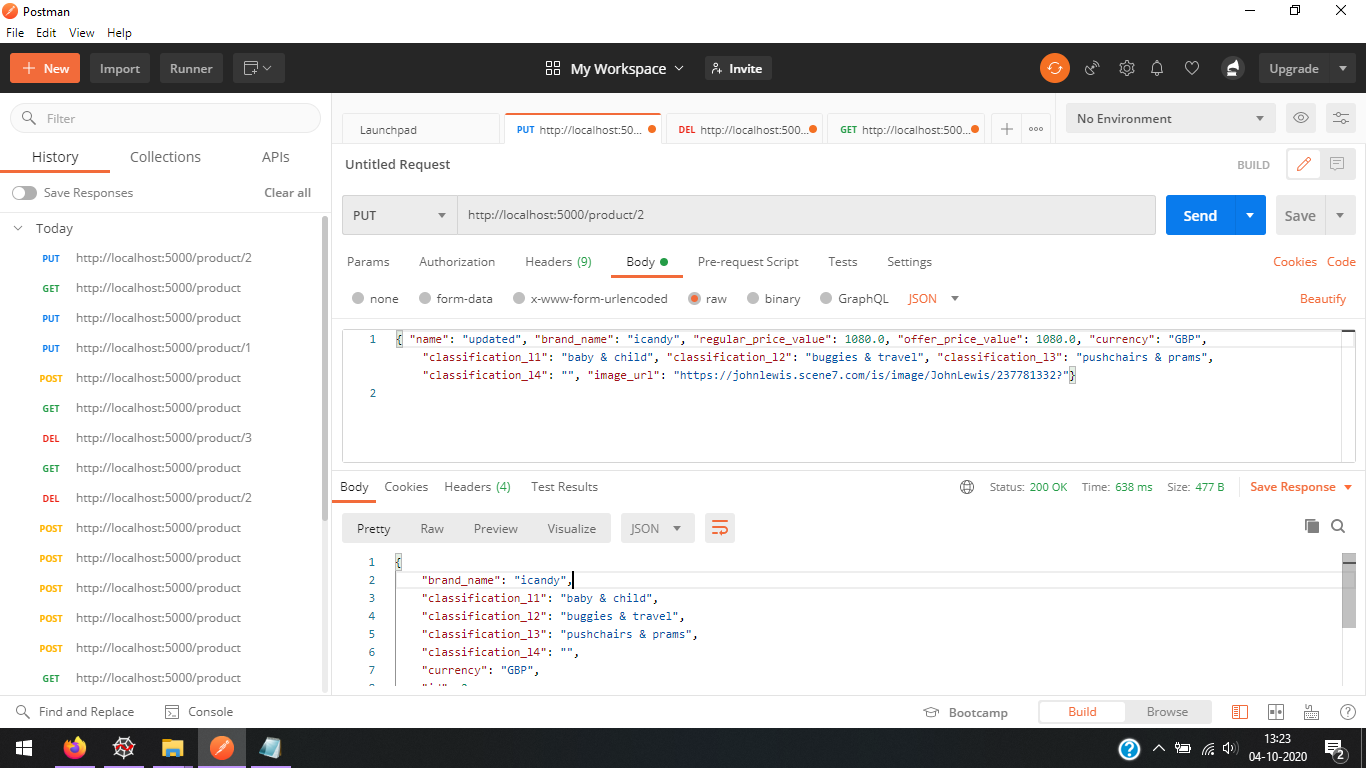 Postman
File Edit View Help
New Import Runner My Workspace Invite Upgrade
Filter
History Collections APIs
Save Responses Clear all
Today
PUT http://localhost:5000/product/2
GET http://localhost:5000/product
PUT http://localhost:5000/product
PUT http://localhost:5000/product/1
POST http://localhost:5000/product
GET http://localhost:5000/product
DEL http://localhost:5000/product/3
GET http://localhost:5000/product
DEL http://localhost:5000/product/2
POST http://localhost:5000/product
POST http://localhost:5000/product
POST http://localhost:5000/product
POST http://localhost:5000/product
POST http://localhost:5000/product
GET http://localhost:5000/product
Launchpad PUT http://localhost:50... DEL http://localhost:500... GET http://localhost:500... No Environment
Untitled Request BUILD
PUT http://localhost:5000/product/2 Send Save
Params Authorization Headers (9) Body Pre-request Script Tests Settings Cookies Code
none form-data x-www-form-urlencoded raw binary GraphQL JSON Beautify
1 { "name": "updated", "brand_name": "icandy", "regular_price_value": 1080.0, "offer_price_value": 1080.0, "currency": "GBP",
"classification_l1": "baby & child", "classification_l2": "buggies & travel", "classification_l3": "pushchairs & prams",
"classification_l4": "", "image_url": "https://johnlewis.scene7.com/is/image/JohnLewis/237781332?"}
2
Body Cookies Headers (4) Test Results Status: 200 OK Time: 638 ms Size: 477 B Save Response
Pretty Raw Preview Visualize JSON
1 {
2 "brand_name": "icandy",
3 "classification_l1": "baby & child",
4 "classification_l2": "buggies & travel",
5 "classification_l3": "pushchairs & prams",
6 "classification_l4": "",
7 "currency": "GBP",
Find and Replace Console Bootcamp Build Browse
13:23
04-10-2020
2